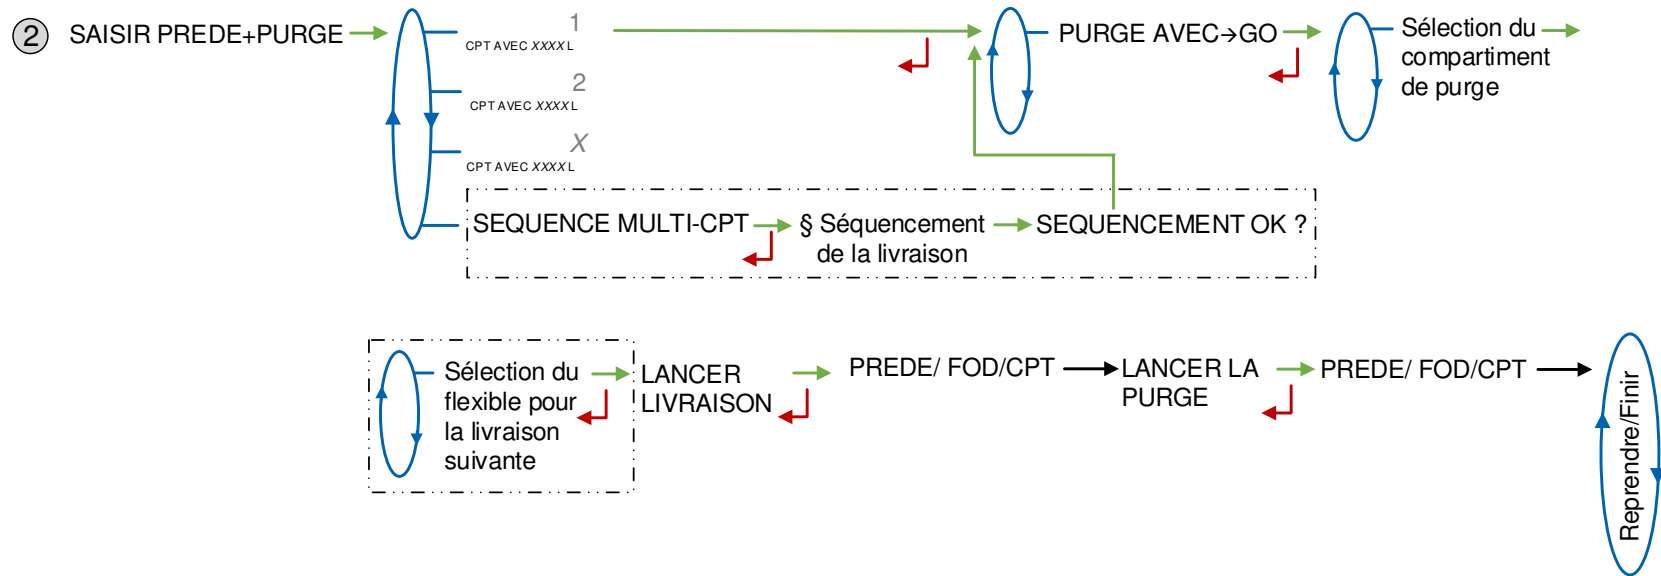 2 SAISIR PREDE+PURGE
1
CPT AVEC XXXX L
2
CPT AVEC XXXX L
X
CPT AVEC XXXX L
SEQUENCE MULTI-CPT
§ Séquencement
de la livraison
SEQUENCEMENT OK ?
PURGE AVEC→GO
Sélection du
compartiment
de purge
Sélection du
flexible pour
la livraison
suivante
LANCER
LIVRAISON
PREDE/ FOD/CPT
LANCER LA
PURGE
PREDE/ FOD/CPT
Reprendre/Finir